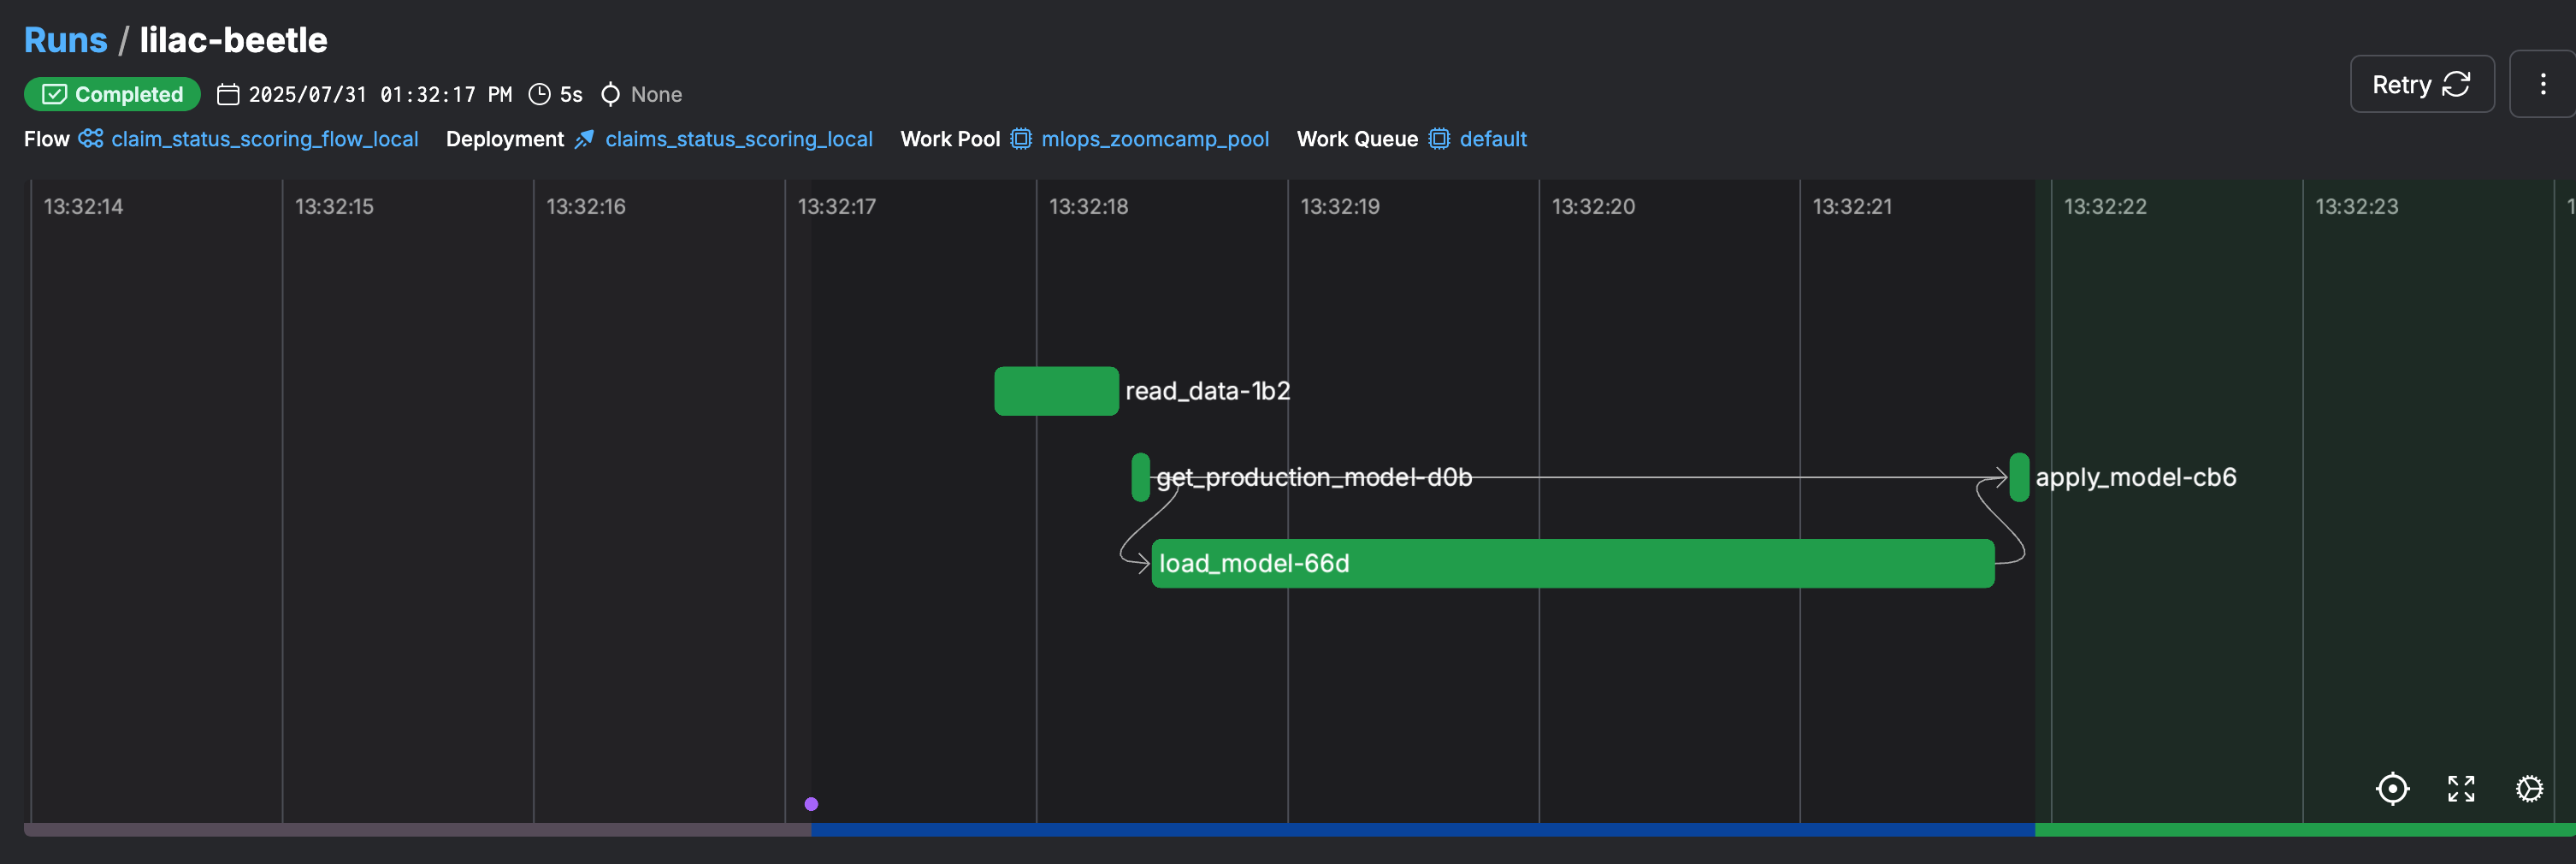 Runs / lilac-beetle
Completed 2025/07/31 01:32:17 PM 5s None
Retry
Flow claim_status_scoring_flow_local Deployment claims_status_scoring_local Work Pool mlops_zoomcamp_pool Work Queue default
13:32:14 13:32:15 13:32:16 13:32:17 13:32:18 13:32:19 13:32:20 13:32:21 13:32:22 13:32:23
read_data-1b2
get_production_model-d0b apply_model-cb6
load_model-66d